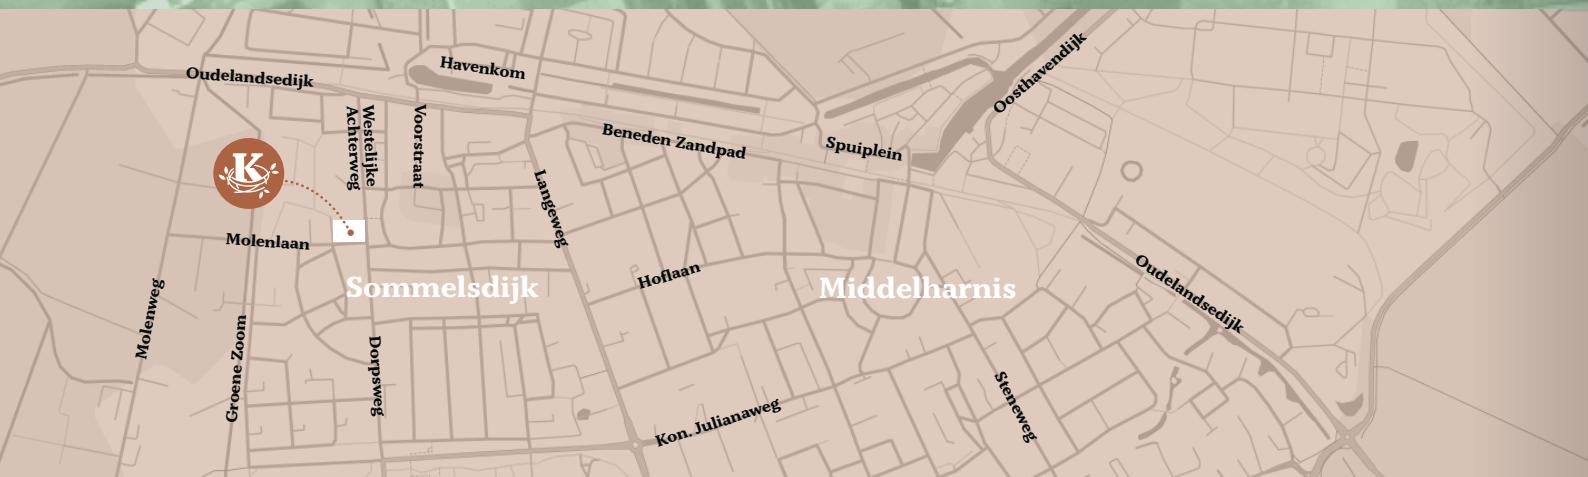 Oudelandsedijk
Havenkom
Oosthavendijk
Westelijke
Achterweg
Voorstraat
Beneden Zandpad
Spuiplein
K
Langeweg
Molenlaan
Hoflaan
Sommelsdijk
Middelharnis
Oudelandsedijk
Molenweg
Groene Zoom
Dorpsweg
Steneweg
Kon. Julianaweg